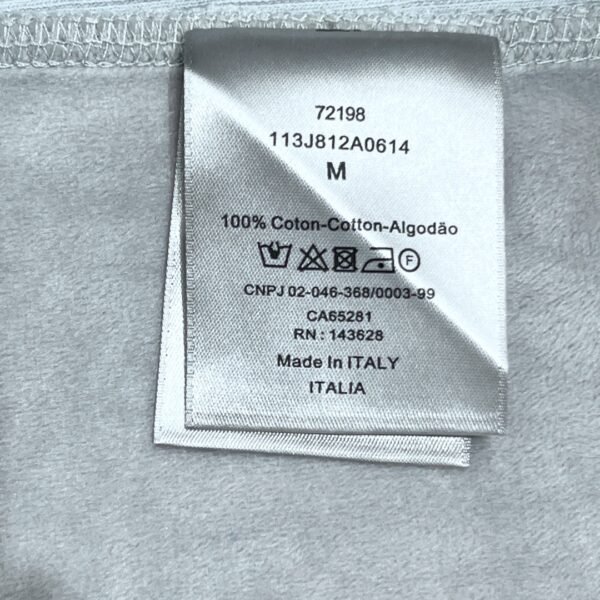 72198
113J812A0614
M
100% Coton-Cotton-Algodão
F
CNPJ 02-046-368/0003-99
CA65281
RN : 143628
Made In ITALY
ITALIA